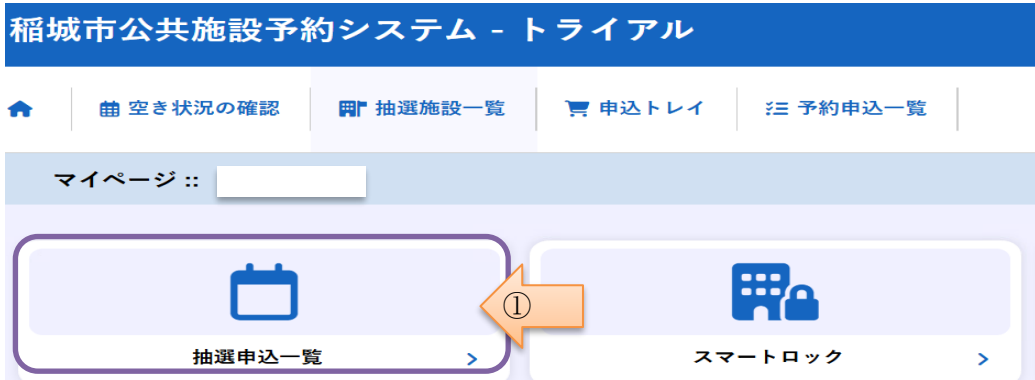 稲城市公共施設予約システム - トライアル
空き状況の確認 抽選施設一覧 申込トレイ 予約申込一覧
マイページ ::
①
抽選申込一覧 > スマートロック >